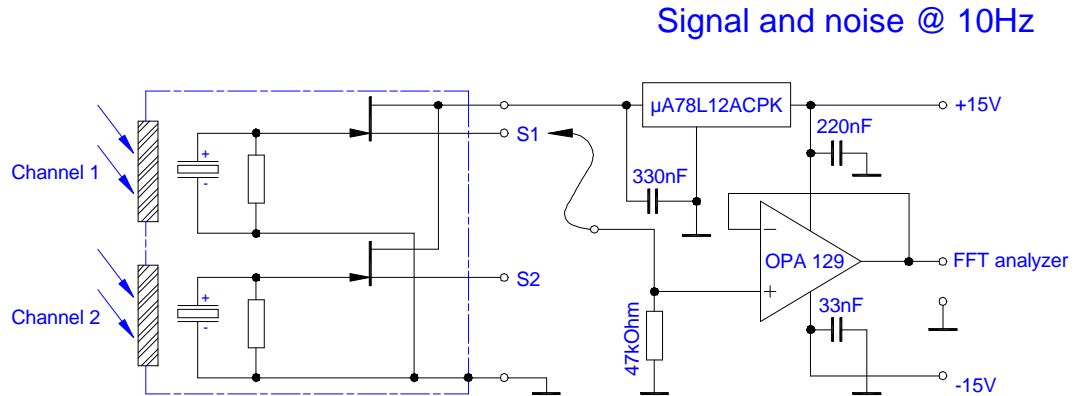 Signal and noise @ 10Hz
µA78L12ACPK
+15V
S1
220nF
+
Channel 1
-
330nF
−
OPA 129
FFT analyzer
S2
+
+
Channel 2
-
47kOhm
33nF
-15V